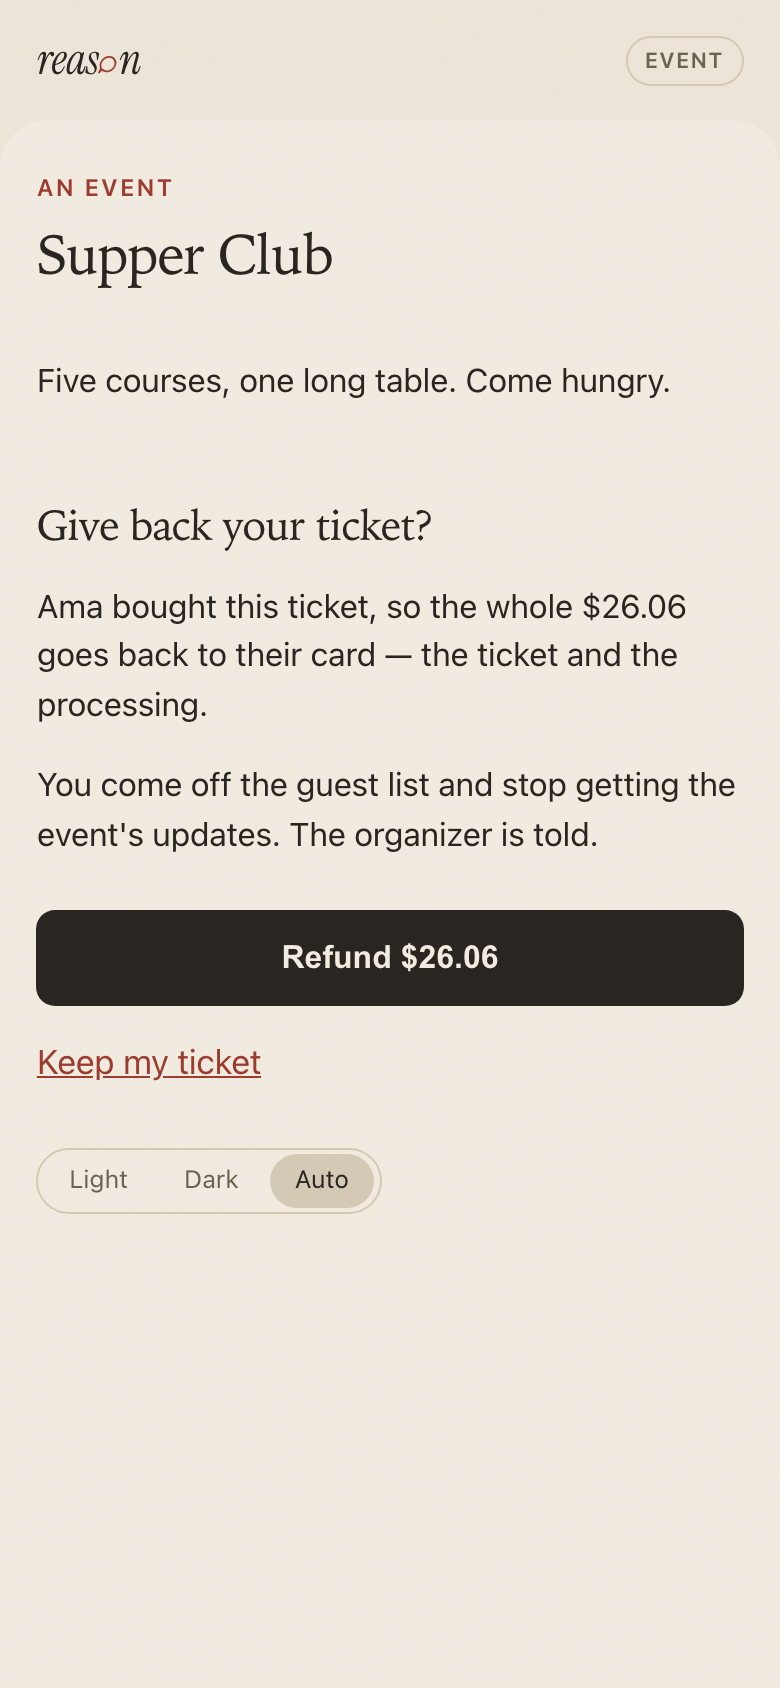 reason
EVENT
AN EVENT
Supper Club
Five courses, one long table. Come hungry.
Give back your ticket?
Ama bought this ticket, so the whole $26.06
goes back to their card — the ticket and the
processing.
You come off the guest list and stop getting the
event's updates. The organizer is told.
Refund $26.06
Keep my ticket
Light Dark Auto